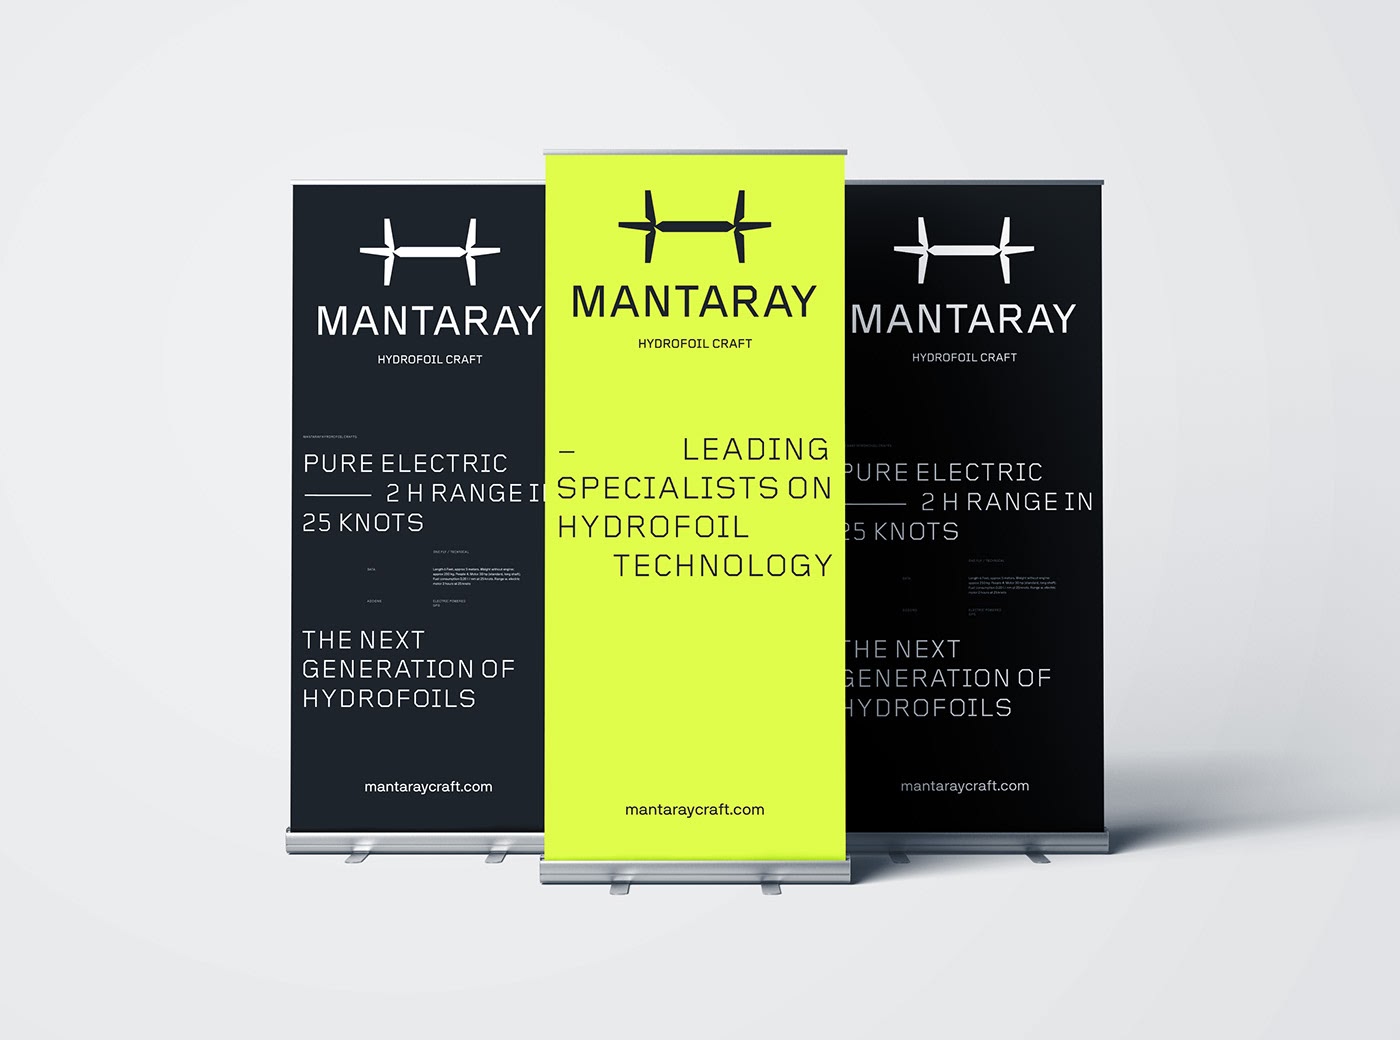 MANTARAY
HYDROFOIL CRAFT
PURE ELECTRIC
2 H RANGE IN
25 KNOTS
DATA
THE NEXT
GENERATION OF
HYDROFOILS
mantaraycraft.com
MANTARAY
HYDROFOIL CRAFT
– LEADING
SPECIALISTS ON
HYDROFOIL
TECHNOLOGY
mantaraycraft.com
MANTARAY
HYDROFOIL CRAFT
PURE ELECTRIC
2 H RANGE IN
25 KNOTS
DATA
THE NEXT
GENERATION OF
HYDROFOILS
mantaraycraft.com